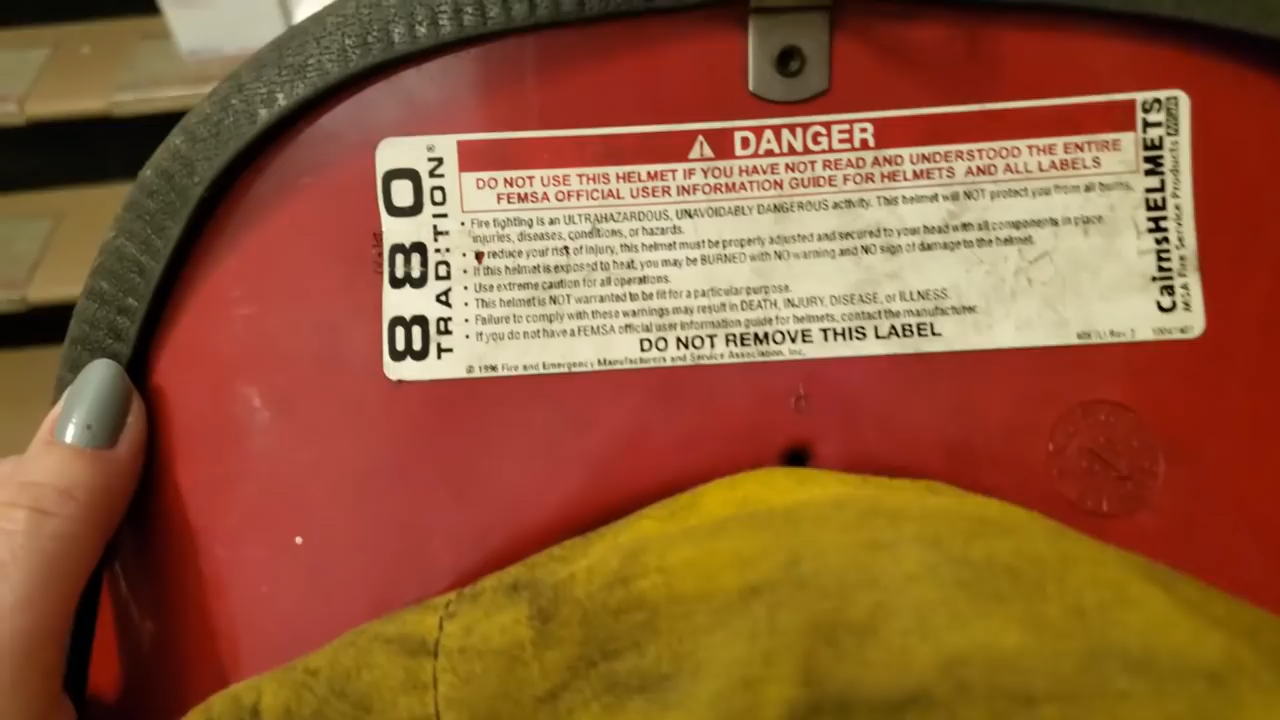 880
TRADITION®
DANGER
DO NOT USE THIS HELMET IF YOU HAVE NOT READ AND UNDERSTOOD THE ENTIRE
FEMSA OFFICIAL USER INFORMATION GUIDE FOR HELMETS AND ALL LABELS
• Fire fighting is an ULTRAHAZARDOUS, UNAVOIDABLY DANGEROUS activity. This helmet will NOT protect you from all burns,
injuries, diseases, conditions, or hazards.
• To reduce your risk of injury, this helmet must be properly adjusted and secured to your head with all components in place.
• If this helmet is exposed to heat, you may be BURNED with NO warning and NO sign of damage to the helmet.
• Use extreme caution for all operations.
• This helmet is NOT warranted to be fit for a particular purpose.
• Failure to comply with these warnings may result in DEATH, INJURY, DISEASE, or ILLNESS.
• If you do not have a FEMSA official user information guide for helmets, contact the manufacturer.
DO NOT REMOVE THIS LABEL
© 1996 Fire and Emergency Manufacturers and Service Association, Inc.
CairnsHELMETS
MSA Fire Service Products